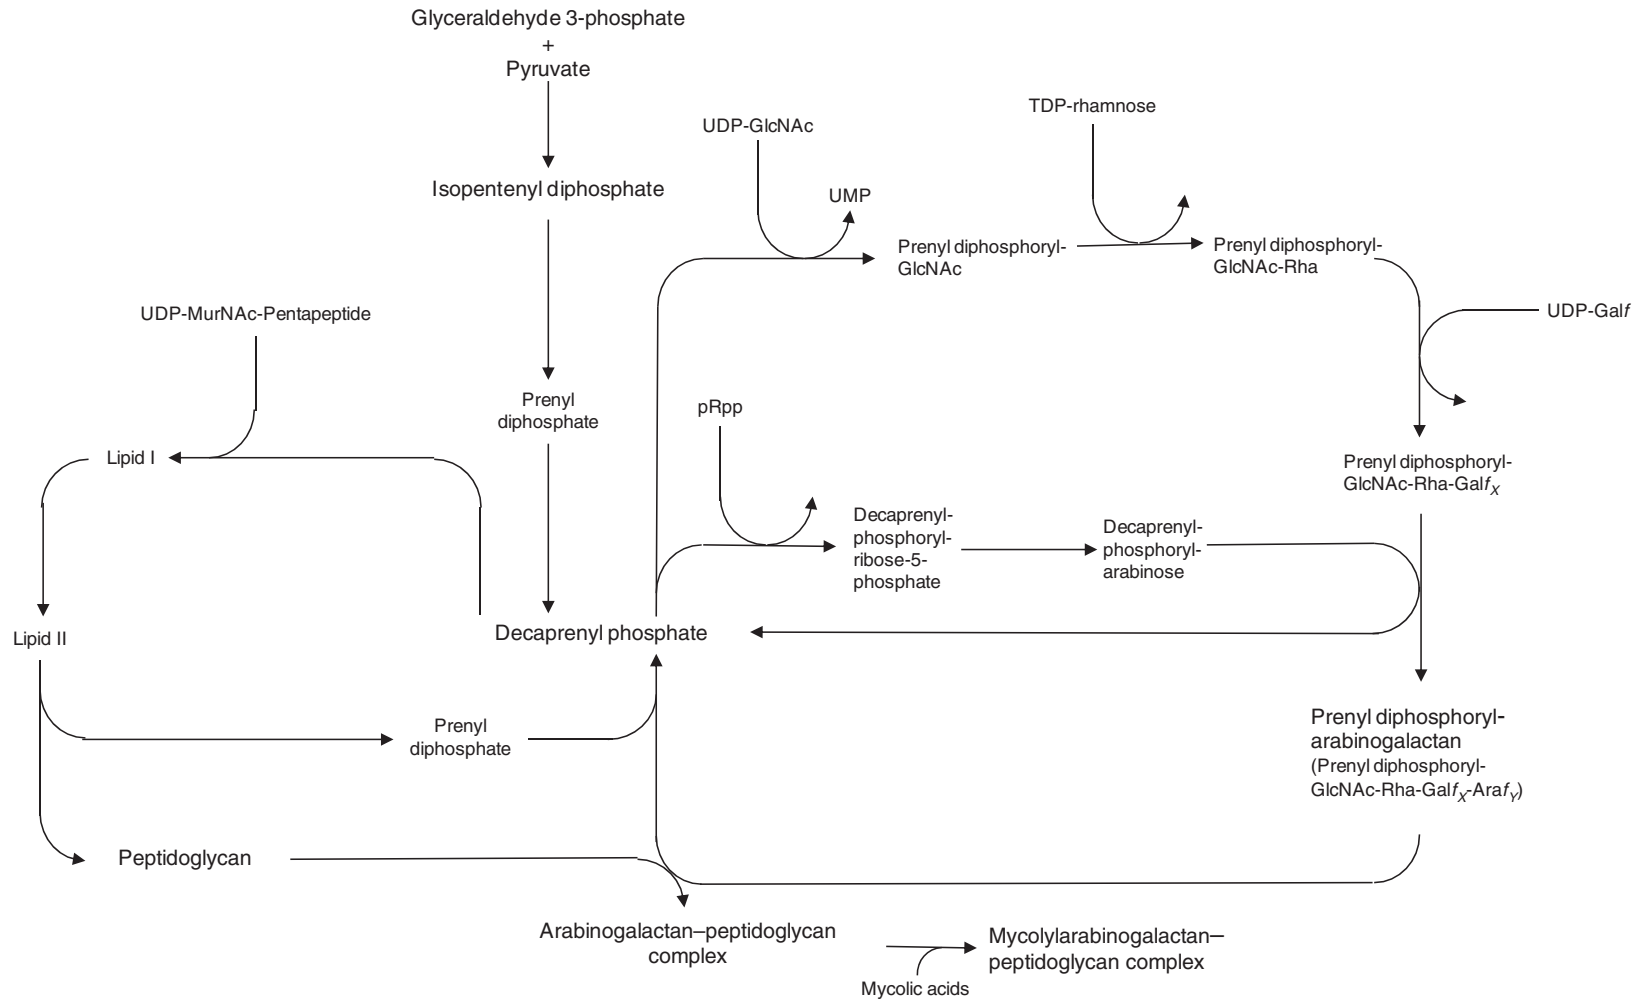 Glyceraldehyde 3-phosphate
+
Pyruvate
TDP-rhamnose
UDP-GlcNAc
Isopentenyl diphosphate
UMP
Prenyl diphosphoryl-
GlcNAc
Prenyl diphosphoryl-
GlcNAc-Rha
UDP-MurNAc-Pentapeptide
UDP-Galf
Prenyl
diphosphate
pRpp
Lipid I
Prenyl diphosphoryl-
GlcNAc-Rha-Galf_X
Decaprenyl-
phosphoryl-
ribose-5-
phosphate
Decaprenyl-
phosphoryl-
arabinose
Lipid II
Decaprenyl phosphate
Prenyl
diphosphate
Prenyl diphosphoryl-
arabinogalactan
(Prenyl diphosphoryl-
GlcNAc-Rha-Galf_X-Araf_Y)
Peptidoglycan
Arabinogalactan–peptidoglycan
complex
Mycolylarabinogalactan–
peptidoglycan complex
Mycolic acids